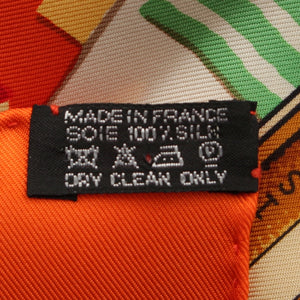 MADE IN FRANCE
SOIE 100% SILK
DRY CLEAN ONLY